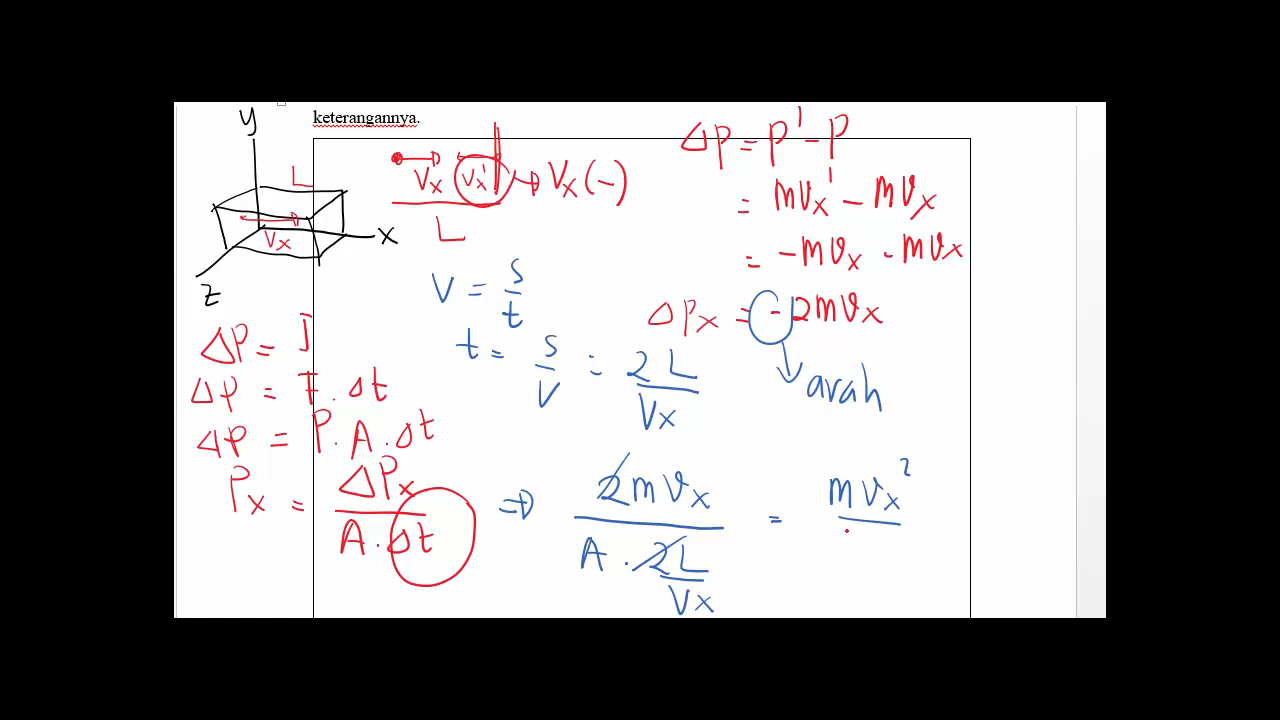 keterangannya.
y
L
Vx
x
z
Vx Vx' → Vx (-)
L
Δp = p' - p
= mvx' - mvx
= -mvx - mvx
Δpx = -2mvx
arah
V = s/t
t = s/v = 2L/Vx
ΔP = I
ΔP = F . Δt
ΔP = P . A . Δt
Px = ΔPx / A . Δt ⇒ 2mvx / A . 2L/Vx = mvx²